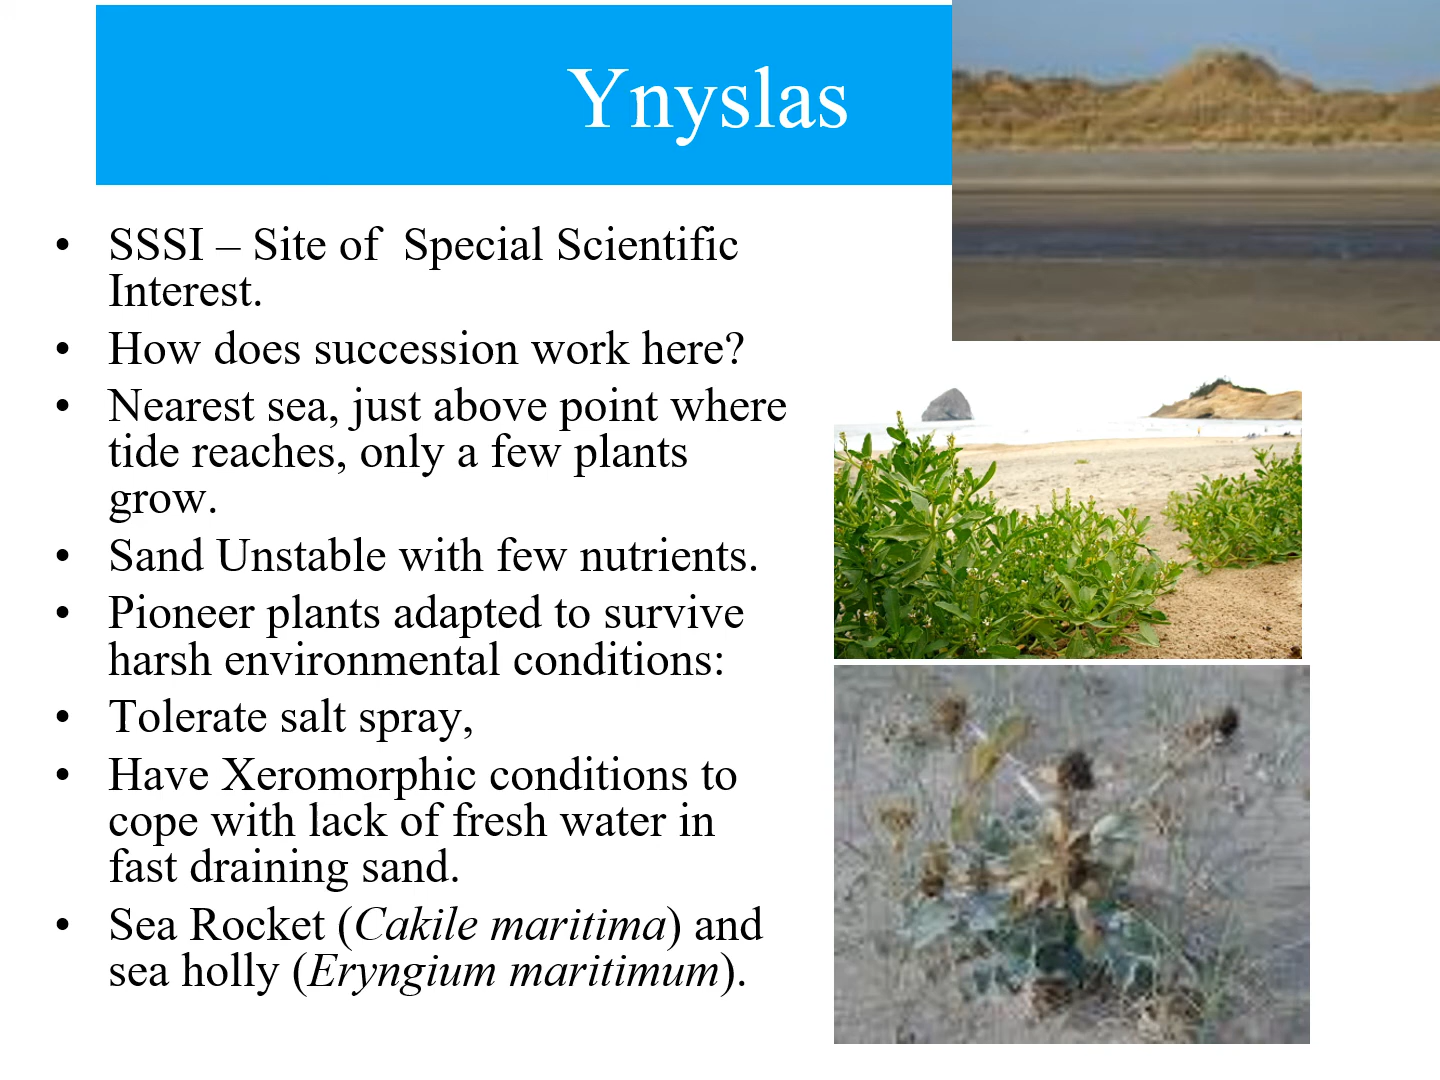 Ynyslas
• SSSI – Site of  Special Scientific
Interest.
• How does succession work here?
• Nearest sea, just above point where
tide reaches, only a few plants
grow.
• Sand Unstable with few nutrients.
• Pioneer plants adapted to survive
harsh environmental conditions:
• Tolerate salt spray,
• Have Xeromorphic conditions to
cope with lack of fresh water in
fast draining sand.
• Sea Rocket (Cakile maritima) and
sea holly (Eryngium maritimum).